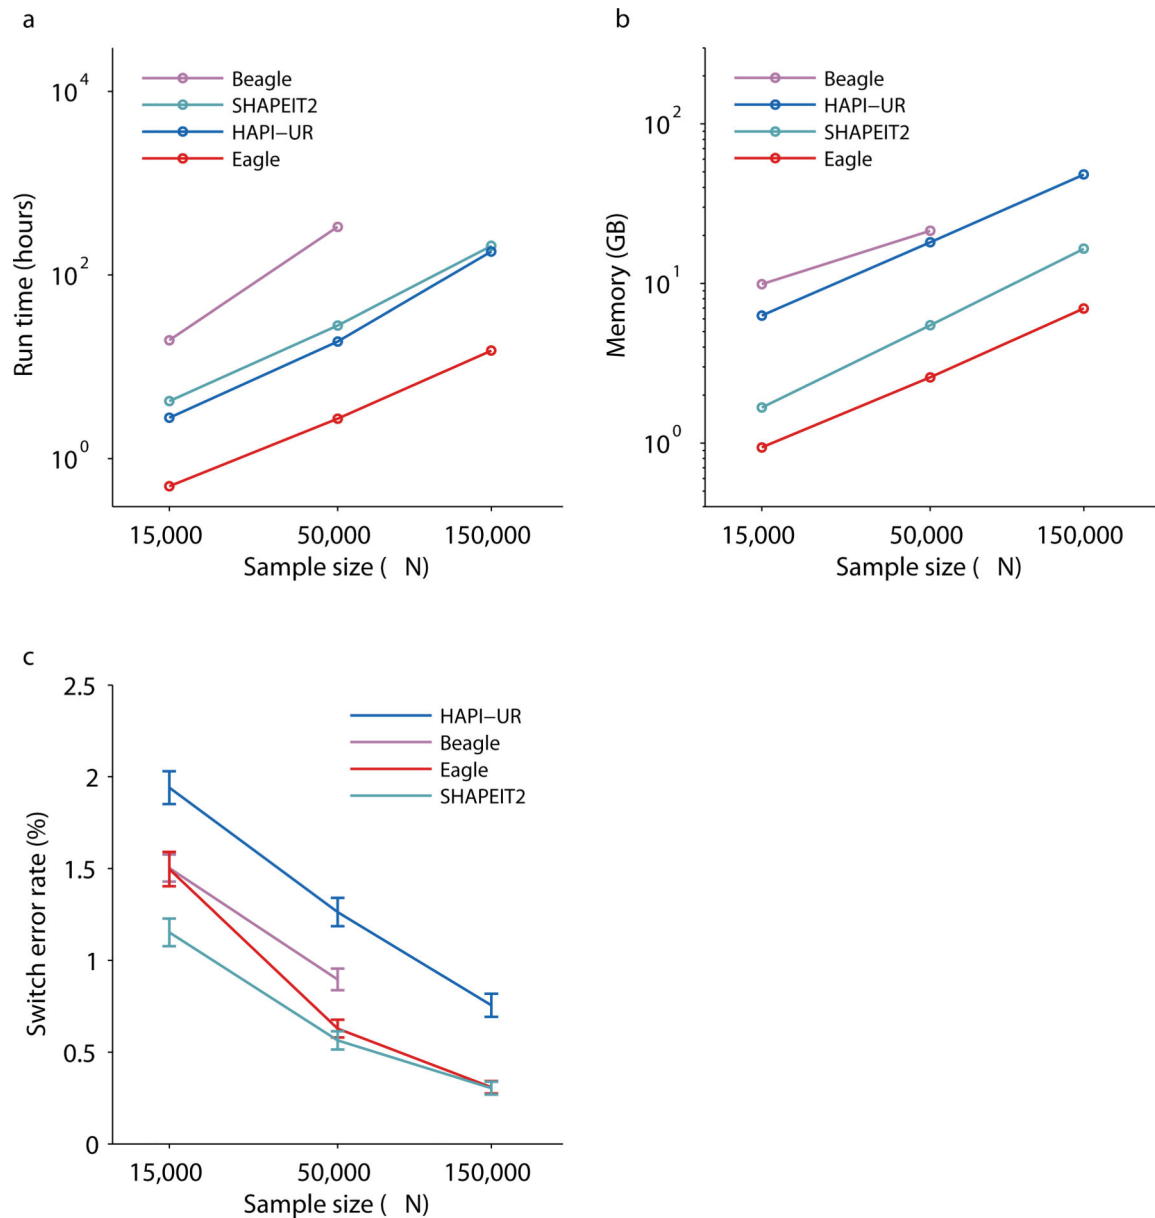 a
Beagle
SHAPEIT2
HAPI−UR
Eagle
10^4
10^2
10^0
Run time (hours)
15,000 50,000 150,000
Sample size ( N)
b
Beagle
HAPI−UR
SHAPEIT2
Eagle
10^2
10^1
10^0
Memory (GB)
15,000 50,000 150,000
Sample size ( N)
c
HAPI−UR
Beagle
Eagle
SHAPEIT2
2.5
2
1.5
1
0.5
0
Switch error rate (%)
15,000 50,000 150,000
Sample size ( N)